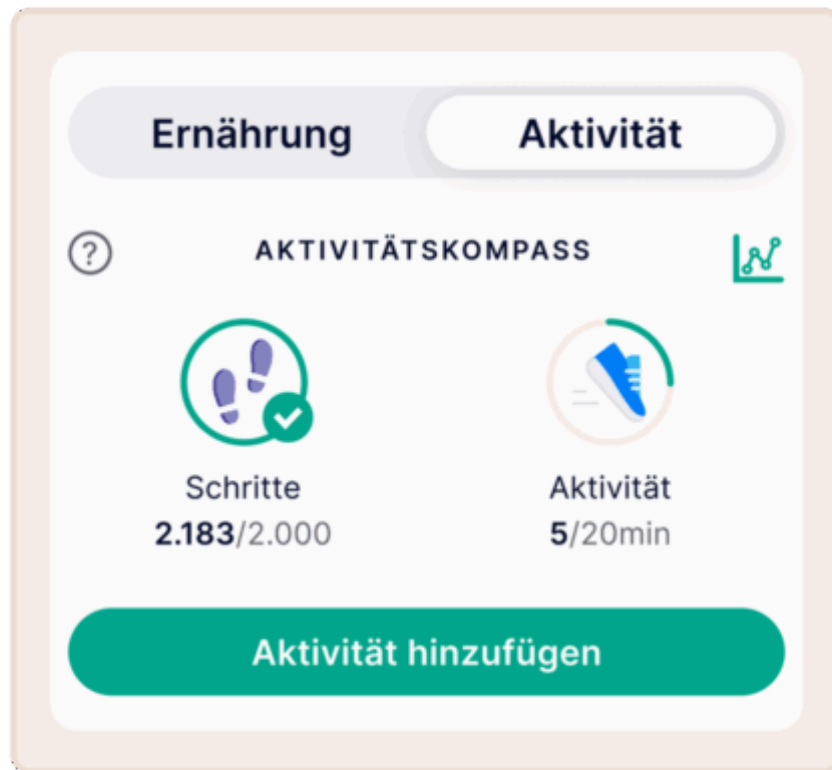 Ernährung Aktivität
? AKTIVITÄTSKOMPASS
Schritte Aktivität
2.183/2.000 5/20min
Aktivität hinzufügen